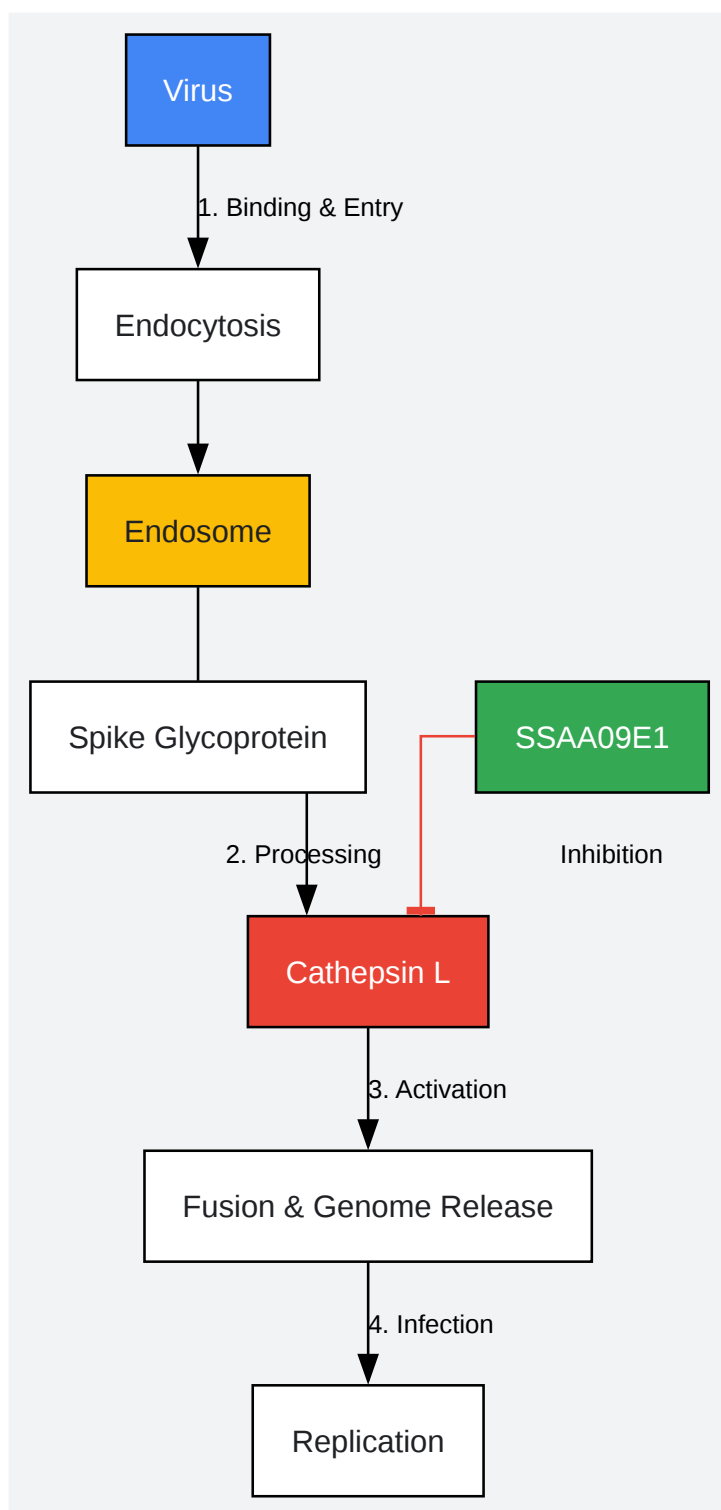 Virus
1. Binding & Entry
Endocytosis
Endosome
Spike Glycoprotein
SSAA09E1
2. Processing
Inhibition
Cathepsin L
3. Activation
Fusion & Genome Release
4. Infection
Replication